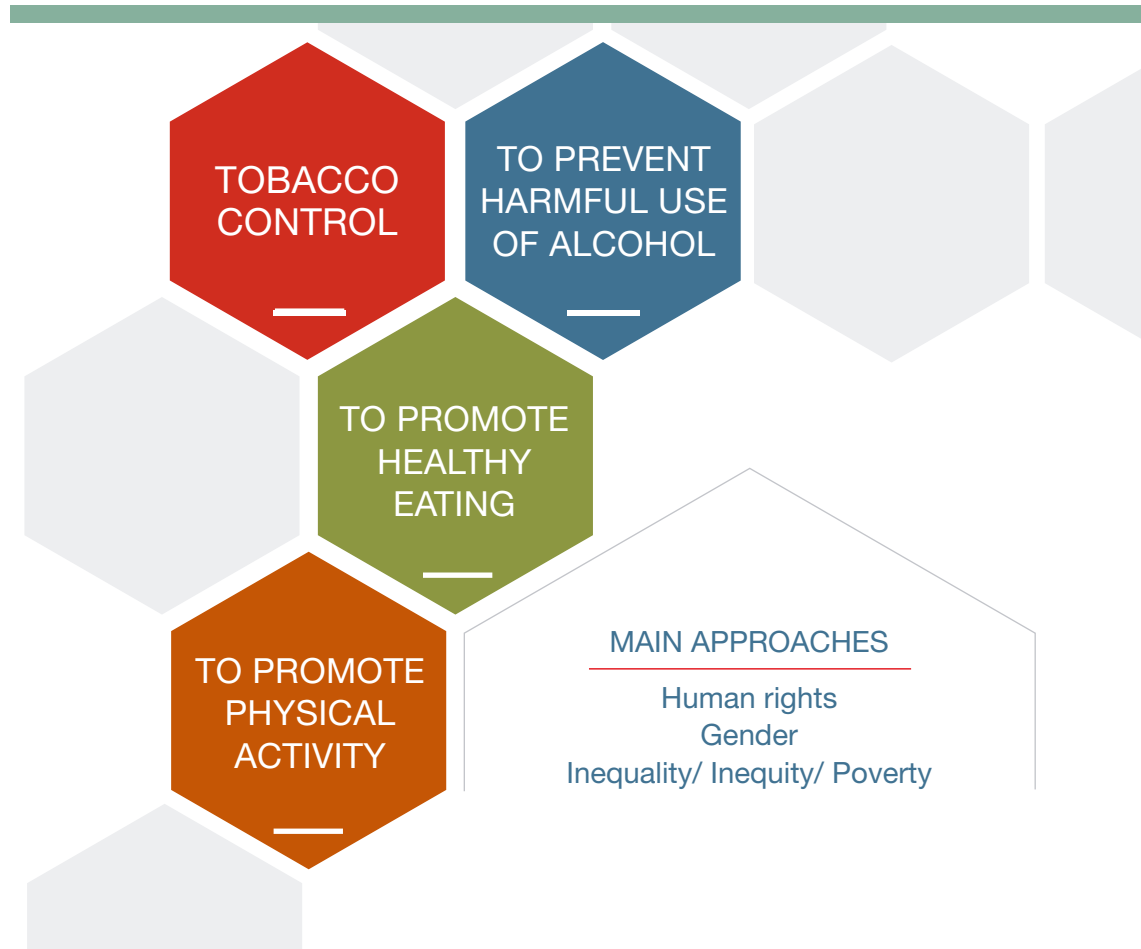 TOBACCO
CONTROL
TO PREVENT
HARMFUL USE
OF ALCOHOL
TO PROMOTE
HEALTHY
EATING
TO PROMOTE
PHYSICAL
ACTIVITY
MAIN APPROACHES
Human rights
Gender
Inequality/ Inequity/ Poverty